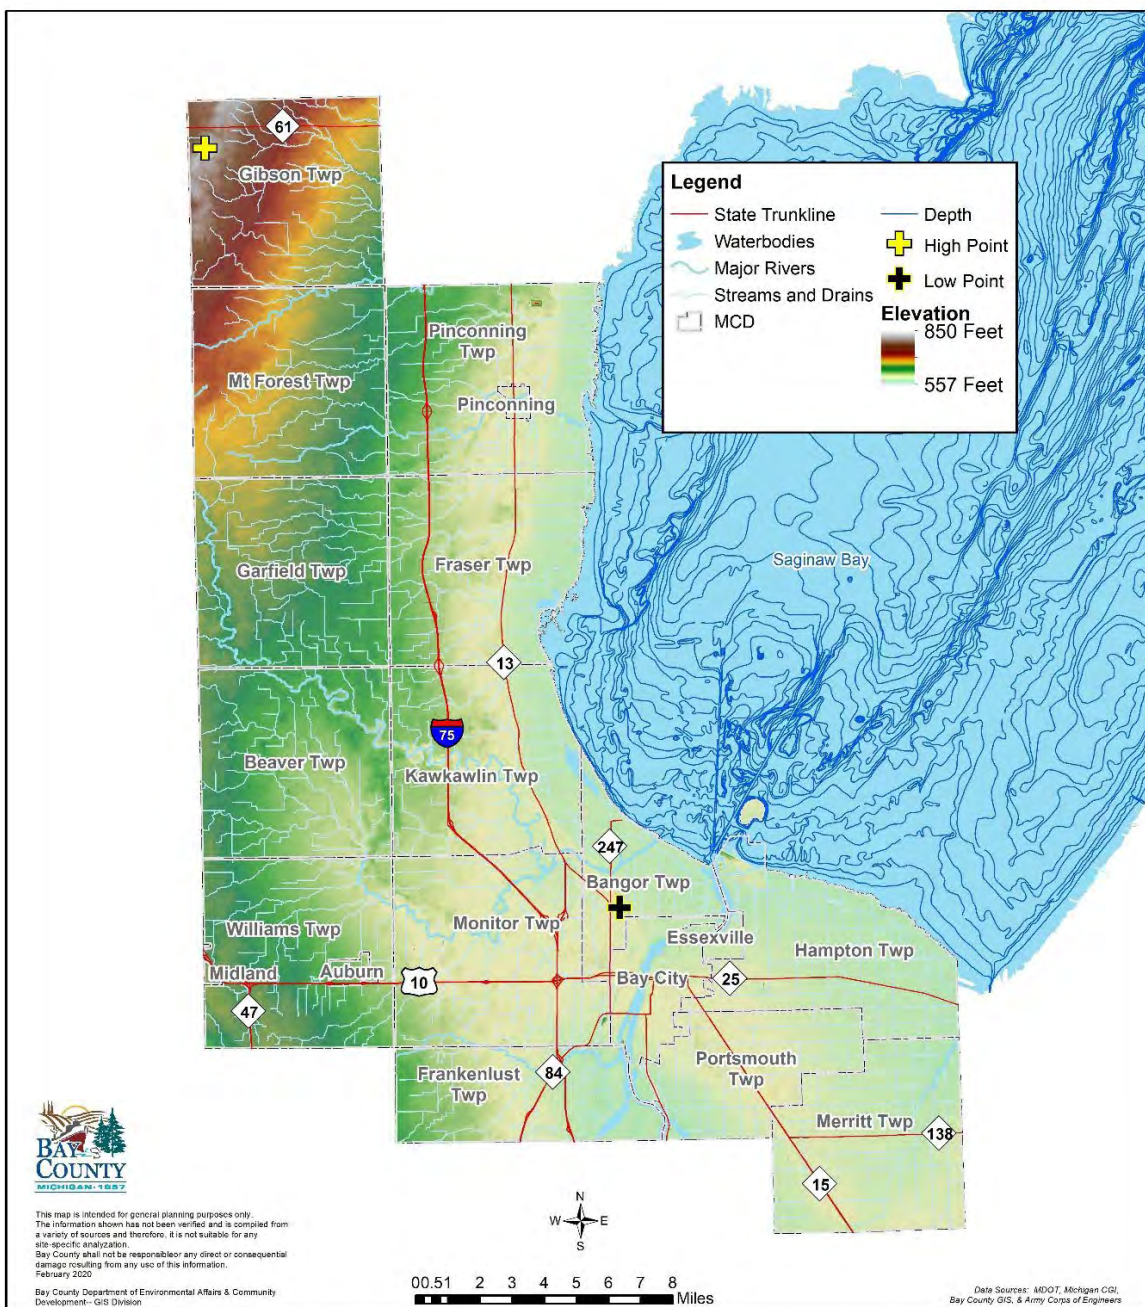 61
Gibson Twp
Legend
State Trunkline
Waterbodies
Major Rivers
Streams and Drains
MCD
Depth
High Point
Low Point
Elevation
850 Feet
557 Feet
Pinconning
Twp
Mt Forest Twp
Pinconning
Saginaw Bay
Garfield Twp
Fraser Twp
13
75
Beaver Twp
Kawkawlin Twp
247
Bangor Twp
Williams Twp
Monitor Twp
Essexville
Hampton Twp
Midland
Auburn
10
Bay City
25
47
84
Frankenlust
Twp
Portsmouth
Twp
Merritt Twp
138
15
BAY
COUNTY
MICHIGAN·1857
This map is intended for general planning purposes only.
The information shown has not been verified and is compiled from
a variety of sources and therefore, it is not suitable for any
site-specific analyzation.
Bay County shall not be responsibleor any direct or consequential
damage resulting from any use of this information.
February 2020
Bay County Department of Environmental Affairs & Community
Development-- GIS Division
N
W E
S
00.51 2 3 4 5 6 7 8
Miles
Data Sources: MDOT, Michigan CGI,
Bay County GIS, & Army Corps of Engineers